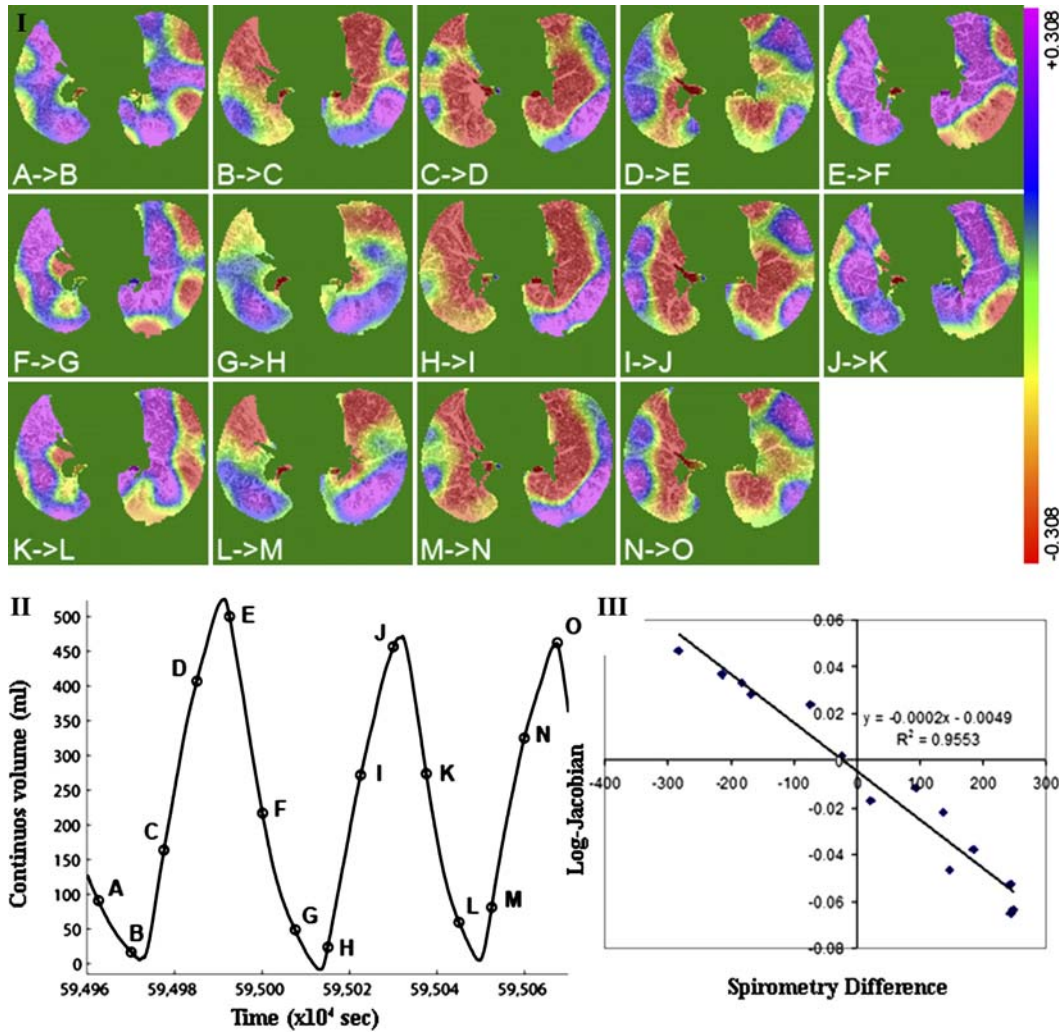 I
A->B
B->C
C->D
D->E
E->F
+0.308
F->G
G->H
H->I
I->J
J->K
K->L
L->M
M->N
N->O
-0.308
II
Continuos volume (ml)
500
450
400
350
300
250
200
150
100
50
0
A
B
C
D
E
F
G
H
I
J
K
L
M
N
O
59,496
59,498
59,500
59,502
59,504
59,506
Time (x10⁴ sec)
III
Log-Jacobian
0.06
0.04
0.02
0
-0.02
-0.04
-0.06
-0.08
-400
-300
-200
-100
0
100
200
300
y = -0.0002x - 0.0049
R² = 0.9553
Spirometry Difference